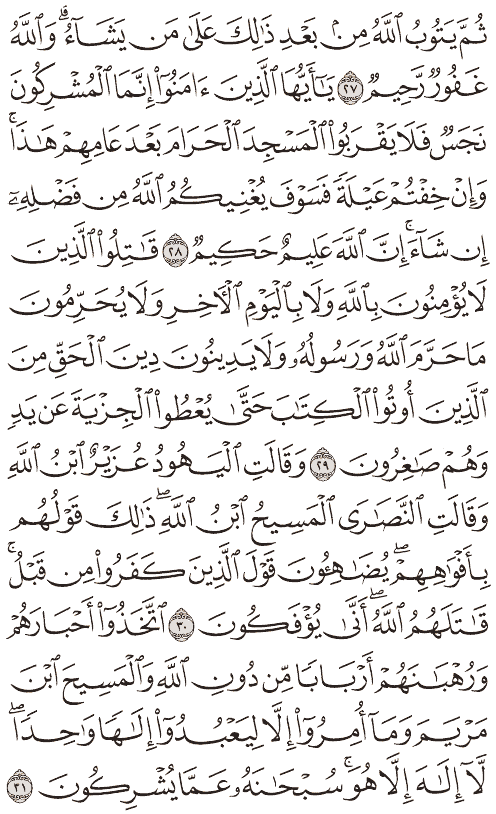 ثُمَّ يَتُوبُ ٱللَّهُ مِنۢ بَعْدِ ذَٰلِكَ عَلَىٰ مَن يَشَآءُۗ وَٱللَّهُ
غَفُورٌ رَّحِيمٌ ٢٧ يَٰٓأَيُّهَا ٱلَّذِينَ ءَامَنُوٓا۟ إِنَّمَا ٱلْمُشْرِكُونَ
نَجَسٌ فَلَا يَقْرَبُوا۟ ٱلْمَسْجِدَ ٱلْحَرَامَ بَعْدَ عَامِهِمْ هَٰذَاۚ
وَإِنْ خِفْتُمْ عَيْلَةً فَسَوْفَ يُغْنِيكُمُ ٱللَّهُ مِن فَضْلِهِۦٓ
إِن شَآءَۚ إِنَّ ٱللَّهَ عَلِيمٌ حَكِيمٌ ٢٨ قَٰتِلُوا۟ ٱلَّذِينَ
لَا يُؤْمِنُونَ بِٱللَّهِ وَلَا بِٱلْيَوْمِ ٱلْءَاخِرِ وَلَا يُحَرِّمُونَ
مَا حَرَّمَ ٱللَّهُ وَرَسُولُهُۥ وَلَا يَدِينُونَ دِينَ ٱلْحَقِّ مِنَ
ٱلَّذِينَ أُوتُوا۟ ٱلْكِتَٰبَ حَتَّىٰ يُعْطُوا۟ ٱلْجِزْيَةَ عَن يَدٍ
وَهُمْ صَٰغِرُونَ ٢٩ وَقَالَتِ ٱلْيَهُودُ عُزَيْرٌ ٱبْنُ ٱللَّهِ
وَقَالَتِ ٱلنَّصَٰرَى ٱلْمَسِيحُ ٱبْنُ ٱللَّهِۖ ذَٰلِكَ قَوْلُهُم
بِأَفْوَٰهِهِمْۖ يُضَٰهِـُٔونَ قَوْلَ ٱلَّذِينَ كَفَرُوا۟ مِن قَبْلُۚ
قَٰتَلَهُمُ ٱللَّهُۖ أَنَّىٰ يُؤْفَكُونَ ٣٠ ٱتَّخَذُوٓا۟ أَحْبَارَهُمْ
وَرُهْبَٰنَهُمْ أَرْبَابًا مِّن دُونِ ٱللَّهِ وَٱلْمَسِيحَ ٱبْنَ
مَرْيَمَ وَمَآ أُمِرُوٓا۟ إِلَّا لِيَعْبُدُوٓا۟ إِلَٰهًا وَٰحِدًاۖ
لَّآ إِلَٰهَ إِلَّا هُوَۚ سُبْحَٰنَهُۥ عَمَّا يُشْرِكُونَ ٣١